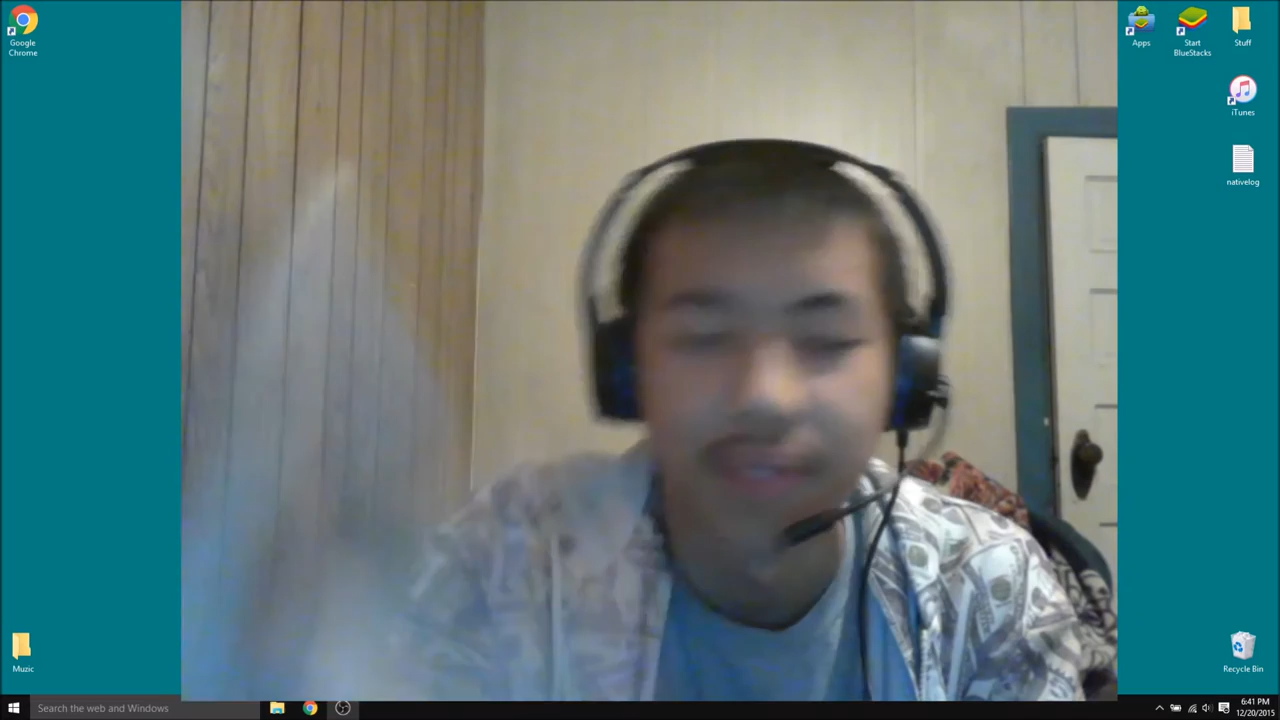 Google
Chrome
Apps
Start
BlueStacks
Stuff
iTunes
nativelog
Muzic
Recycle Bin
Search the web and Windows
6:41 PM
12/20/2015